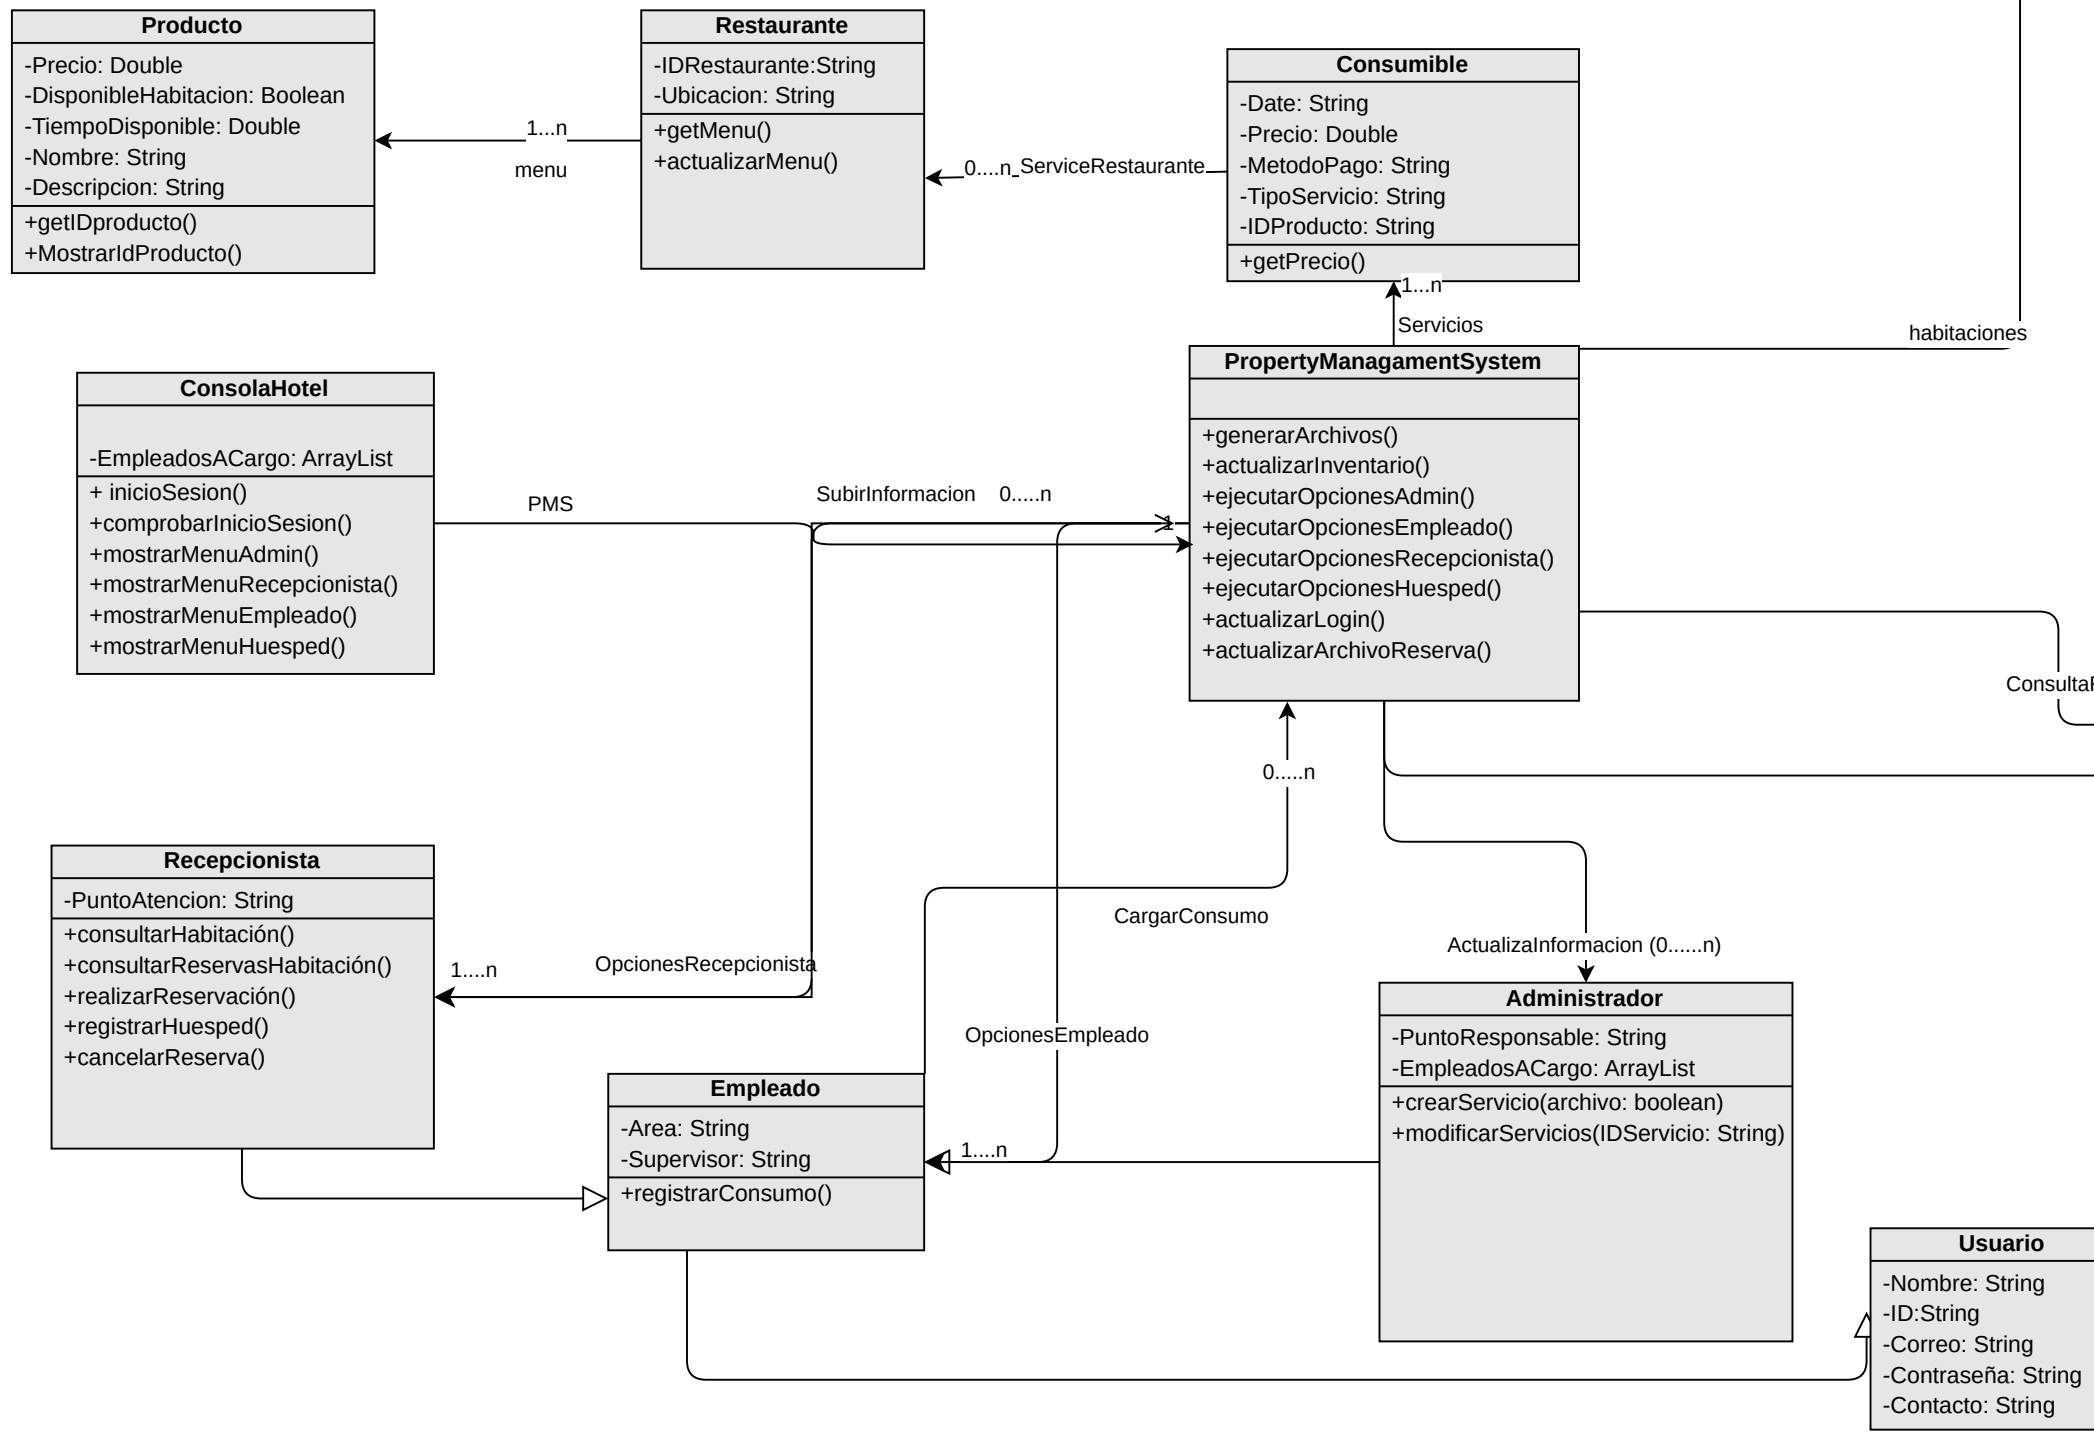 Producto
-Precio: Double
-DisponibleHabitacion: Boolean
-TiempoDisponible: Double
-Nombre: String
-Descripcion: String
+getIDproducto()
+MostrarIdProducto()
1...n
menu
Restaurante
-IDRestaurante:String
-Ubicacion: String
+getMenu()
+actualizarMenu()
0....n
ServiceRestaurante
Consumible
-Date: String
-Precio: Double
-MetodoPago: String
-TipoServicio: String
-IDProducto: String
+getPrecio()
1...n
Servicios
habitaciones
ConsolaHotel
-EmpleadosACargo: ArrayList
+ inicioSesion()
+comprobarInicioSesion()
+mostrarMenuAdmin()
+mostrarMenuRecepcionista()
+mostrarMenuEmpleado()
+mostrarMenuHuesped()
PMS
SubirInformacion
0.....n
1
PropertyManagamentSystem
+generarArchivos()
+actualizarInventario()
+ejecutarOpcionesAdmin()
+ejecutarOpcionesEmpleado()
+ejecutarOpcionesRecepcionista()
+ejecutarOpcionesHuesped()
+actualizarLogin()
+actualizarArchivoReserva()
0.....n
CargarConsumo
ActualizaInformacion (0......n)
Recepcionista
-PuntoAtencion: String
+consultarHabitación()
+consultarReservasHabitación()
+realizarReservación()
+registrarHuesped()
+cancelarReserva()
1....n
OpcionesRecepcionista
OpcionesEmpleado
Empleado
-Area: String
-Supervisor: String
+registrarConsumo()
1....n
Administrador
-PuntoResponsable: String
-EmpleadosACargo: ArrayList
+crearServicio(archivo: boolean)
+modificarServicios(IDServicio: String)
Usuario
-Nombre: String
-ID:String
-Correo: String
-Contraseña: String
-Contacto: String